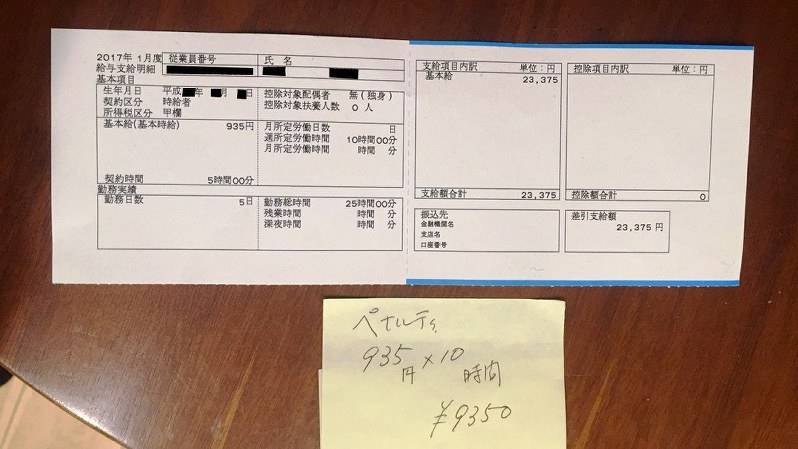 2017年 1月度 従業員番号 氏 名
給与支給明細
基本項目
生年月日 平成 年 月 日 控除対象配偶者 無(独身)
契約区分 時給者 控除対象扶養人数 0 人
所得税区分 甲欄
基本給(基本時給) 935円 月所定労働日数 日
週所定労働時間 10時間00分
月所定労働時間 時間 分
契約時間 5時間00分
勤務実績
勤務日数 5日 勤務総時間 25時間00分
残業時間 時間 分
深夜時間 時間 分
支給項目内訳 単位:円
基本給 23,375
支給額合計 23,375
控除項目内訳 単位:円
控除額合計 0
振込先
金融機関名
支店名
口座番号
差引支給額
23,375 円
ペナルティ
935円×10時間
¥9350